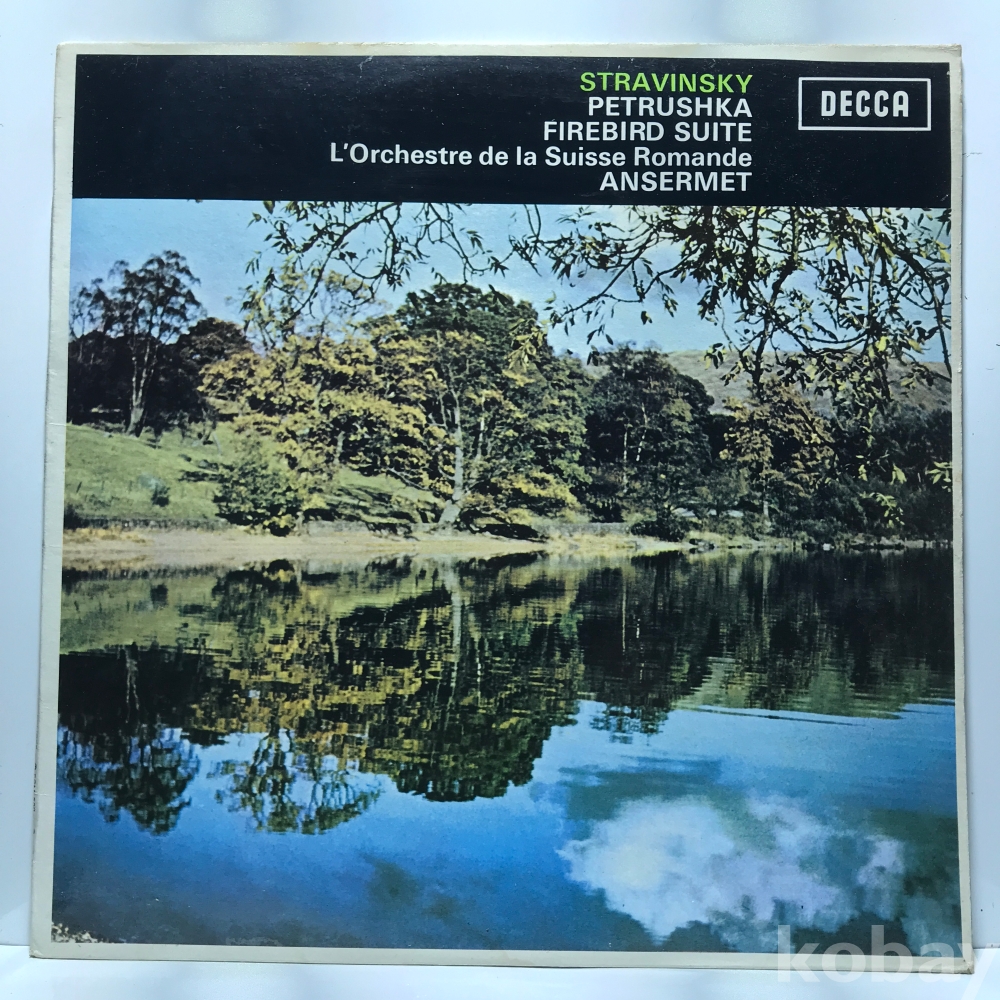 STRAVINSKY
PETRUSHKA
FIREBIRD SUITE
L'Orchestre de la Suisse Romande
ANSERMET
DECCA
kobay